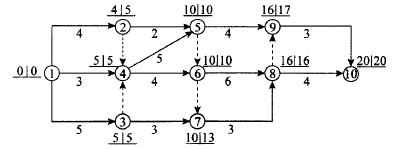 4|5 10|10 16|17
② ⑤ ⑨
4 2 4 3
5|5 5 10|10 16|16 20|20
0|0 ① ④ ⑥ ⑧ ⑩
3 4 6 4
③ ⑦
5 3 3
5|5 10|13